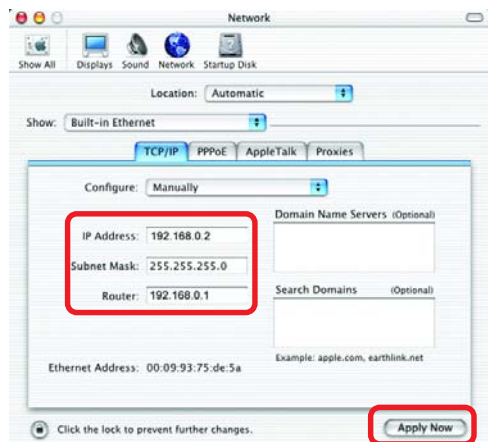 Network
Show All Displays Sound Network Startup Disk
Location: Automatic
Show: Built-in Ethernet
TCP/IP PPPoE AppleTalk Proxies
Configure: Manually
Domain Name Servers (Optional)
IP Address: 192.168.0.2
Subnet Mask: 255.255.255.0
Router: 192.168.0.1
Search Domains (Optional)
Example: apple.com, earthlink.net
Ethernet Address: 00:09:93:75:de:5a
Click the lock to prevent further changes.
Apply Now